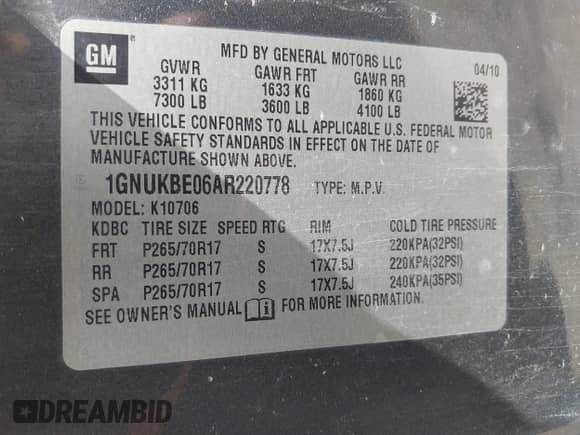 GM
MFD BY GENERAL MOTORS LLC
04/10
GVWR GAWR FRT GAWR RR
3311 KG 1633 KG 1860 KG
7300 LB 3600 LB 4100 LB
THIS VEHICLE CONFORMS TO ALL APPLICABLE U.S. FEDERAL MOTOR
VEHICLE SAFETY STANDARDS IN EFFECT ON THE DATE OF
MANUFACTURE SHOWN ABOVE.
1GNUKBE06AR220778 TYPE: M.P.V.
MODEL: K10706
KDBC TIRE SIZE SPEED RTG RIM COLD TIRE PRESSURE
FRT P265/70R17 S 17X7.5J 220KPA(32PSI)
RR P265/70R17 S 17X7.5J 220KPA(32PSI)
SPA P265/70R17 S 17X7.5J 240KPA(35PSI)
SEE OWNER'S MANUAL FOR MORE INFORMATION.
DREAMBID